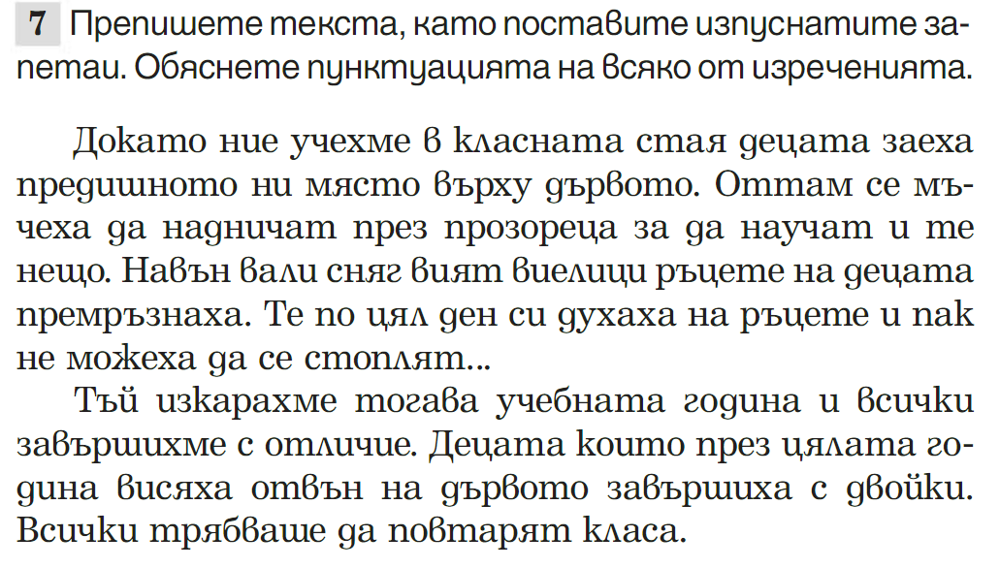 7 Препишете текста, като поставите изпуснатите за-
петаи. Обяснете пунктуацията на всяко от изреченията.
Докато ние учехме в класната стая децата заеха
предишното ни място върху дървото. Оттам се мъ-
чеха да надничат през прозореца за да научат и те
нещо. Навън вали сняг вият виелици ръцете на децата
премръзнаха. Те по цял ден си духаха на ръцете и пак
не можеха да се стоплят...
Тъй изкарахме тогава учебната година и всички
завършихме с отличие. Децата които през цялата го-
дина висяха отвън на дървото завършиха с двойки.
Всички трябваше да повтарят класа.